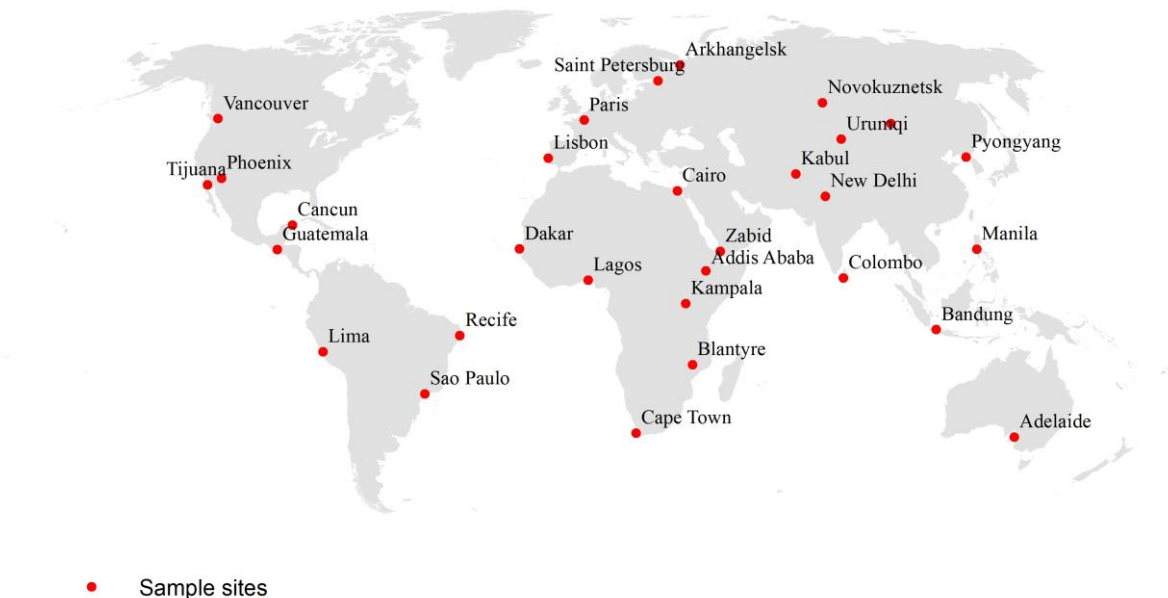 Arkhangelsk
Saint Petersburg
Novokuznetsk
Vancouver
Paris
Urumqi
Lisbon
Pyongyang
Kabul
Tijuana
Phoenix
Cairo
New Delhi
Cancun
Guatemala
Dakar
Zabid
Manila
Addis Ababa
Lagos
Colombo
Kampala
Recife
Bandung
Lima
Blantyre
Sao Paulo
Cape Town
Adelaide
Sample sites